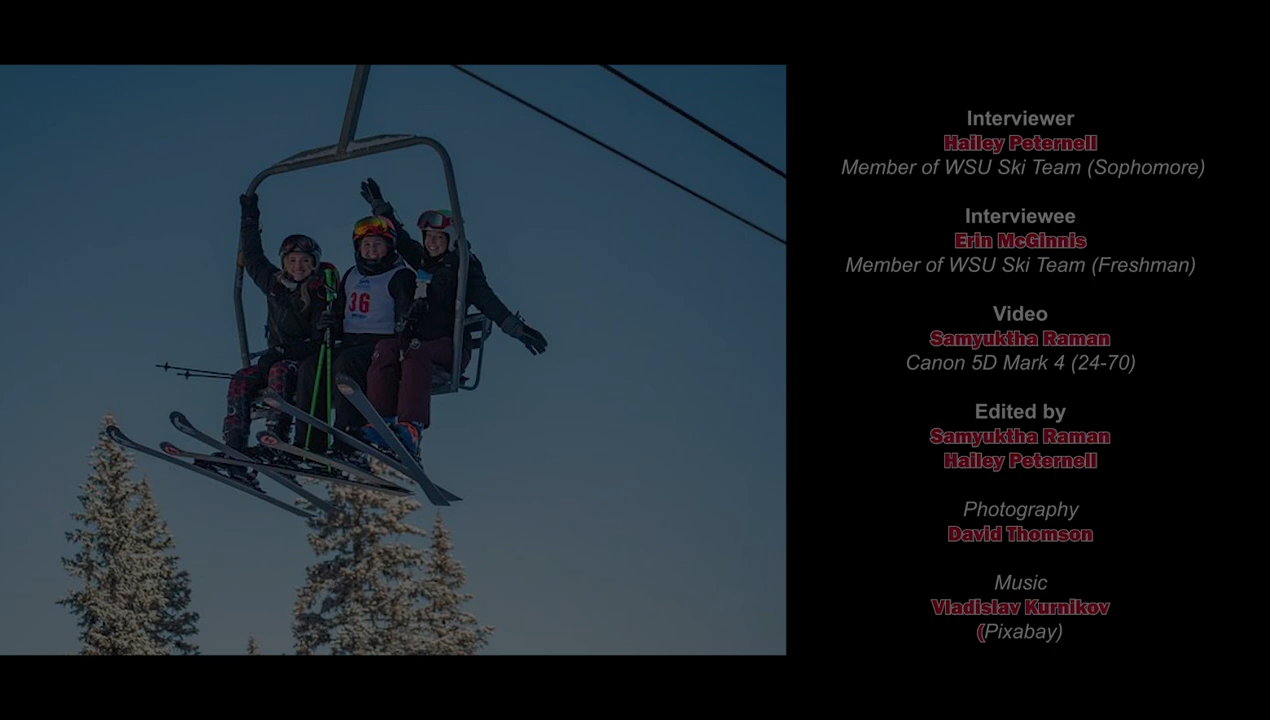 36
Interviewer
Hailey Peternell
Member of WSU Ski Team (Sophomore)
Interviewee
Erin McGinnis
Member of WSU Ski Team (Freshman)
Video
Samyuktha Raman
Canon 5D Mark 4 (24-70)
Edited by
Samyuktha Raman
Hailey Peternell
Photography
David Thomson
Music
Vladislav Kurnikov
(Pixabay)